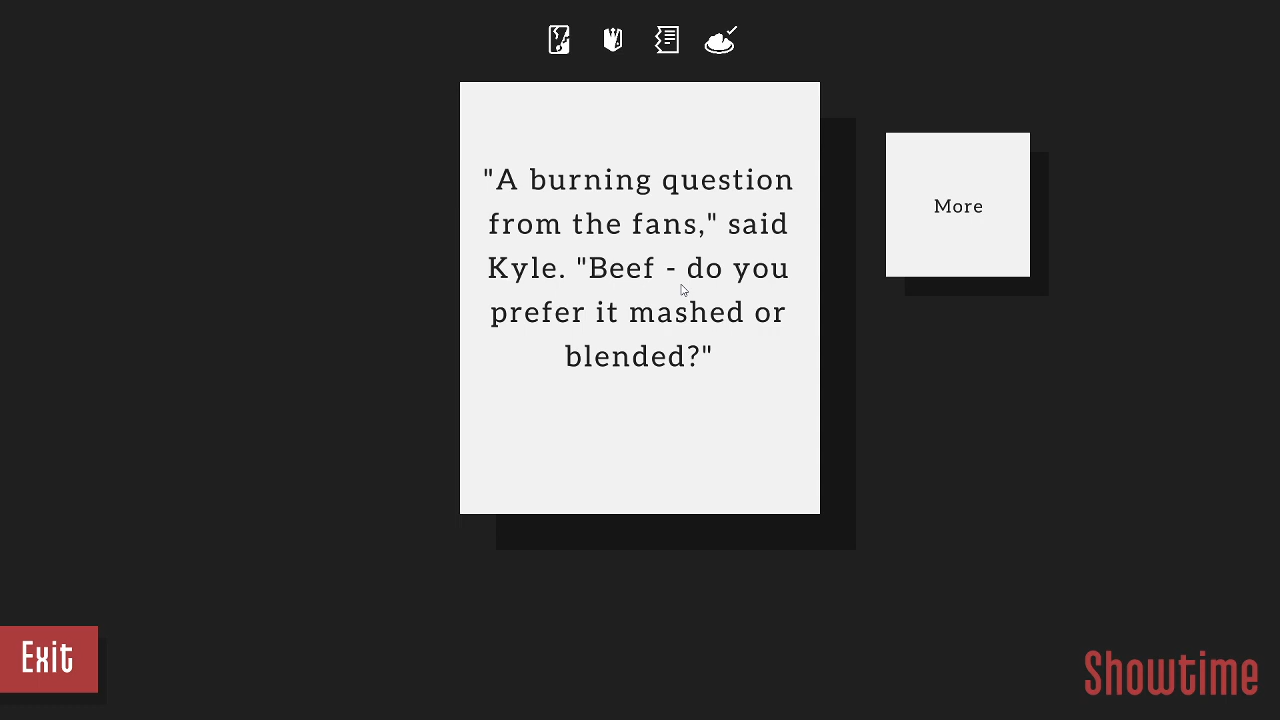 "A burning question
from the fans," said
Kyle. "Beef - do you
prefer it mashed or
blended?"
More
Exit
Showtime